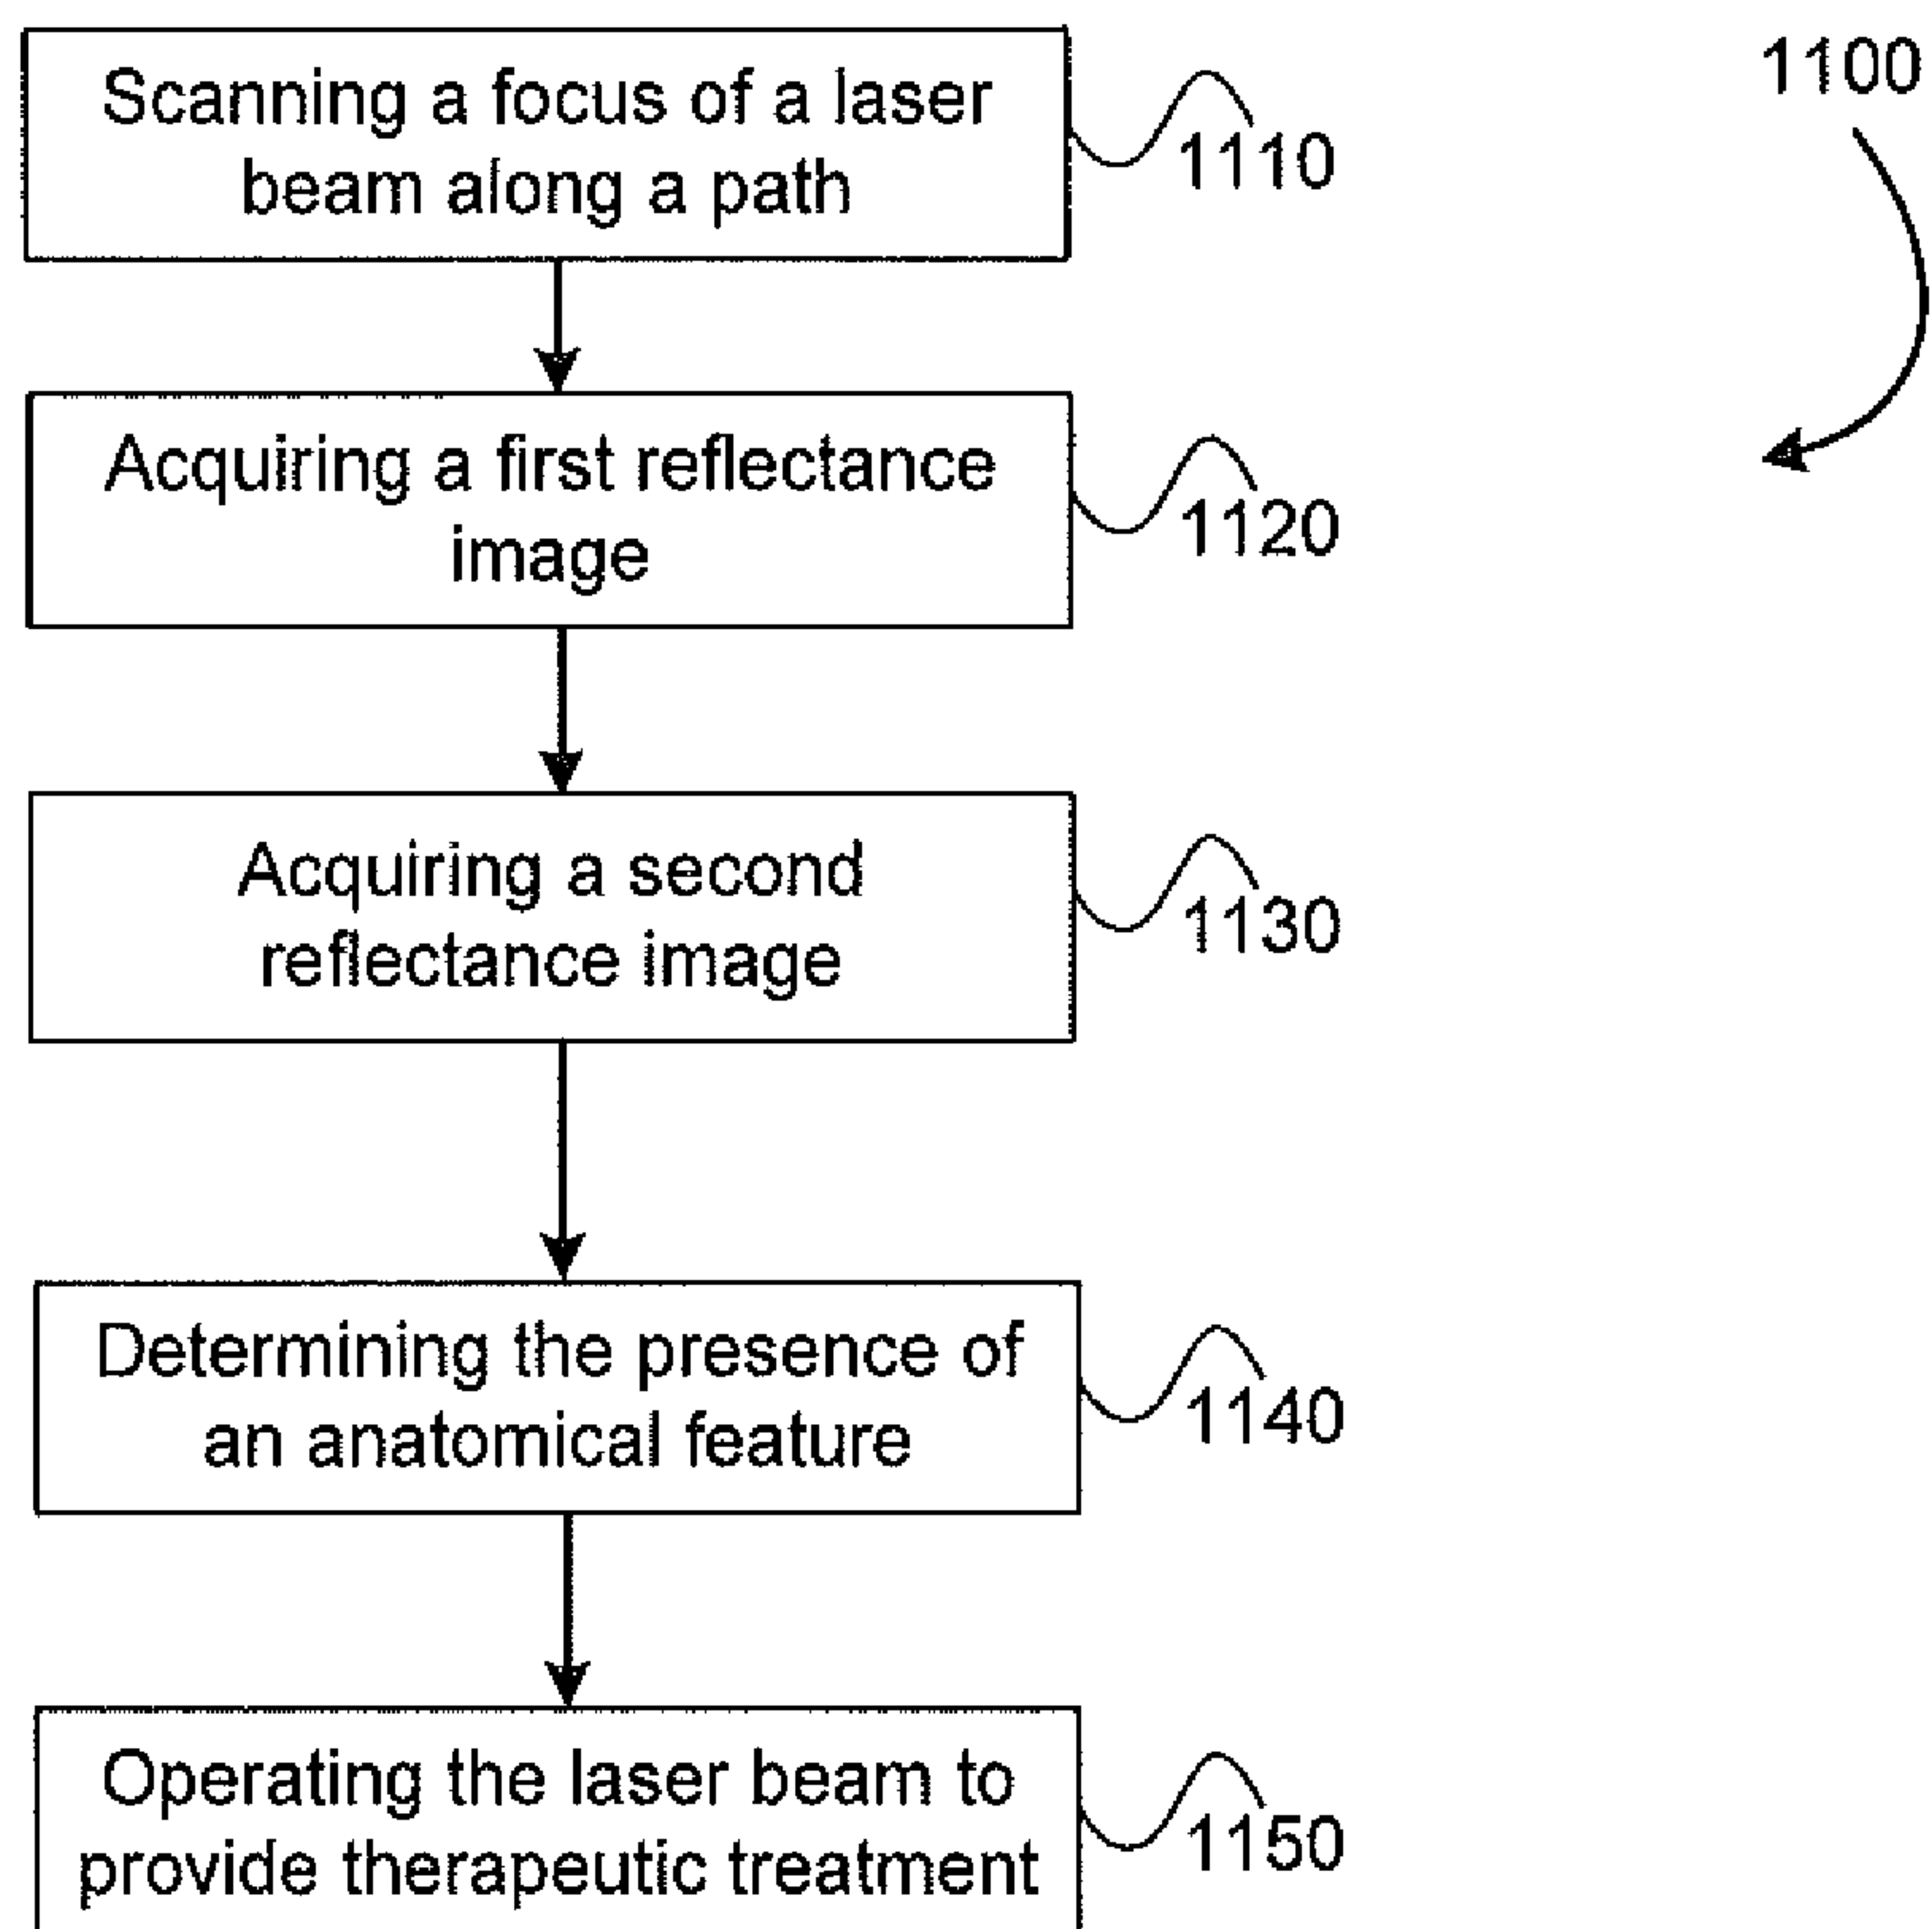 Scanning a focus of a laser
beam along a path
1110
1100
Acquiring a first reflectance
image
1120
Acquiring a second
reflectance image
1130
Determining the presence of
an anatomical feature
1140
Operating the laser beam to
provide therapeutic treatment
1150